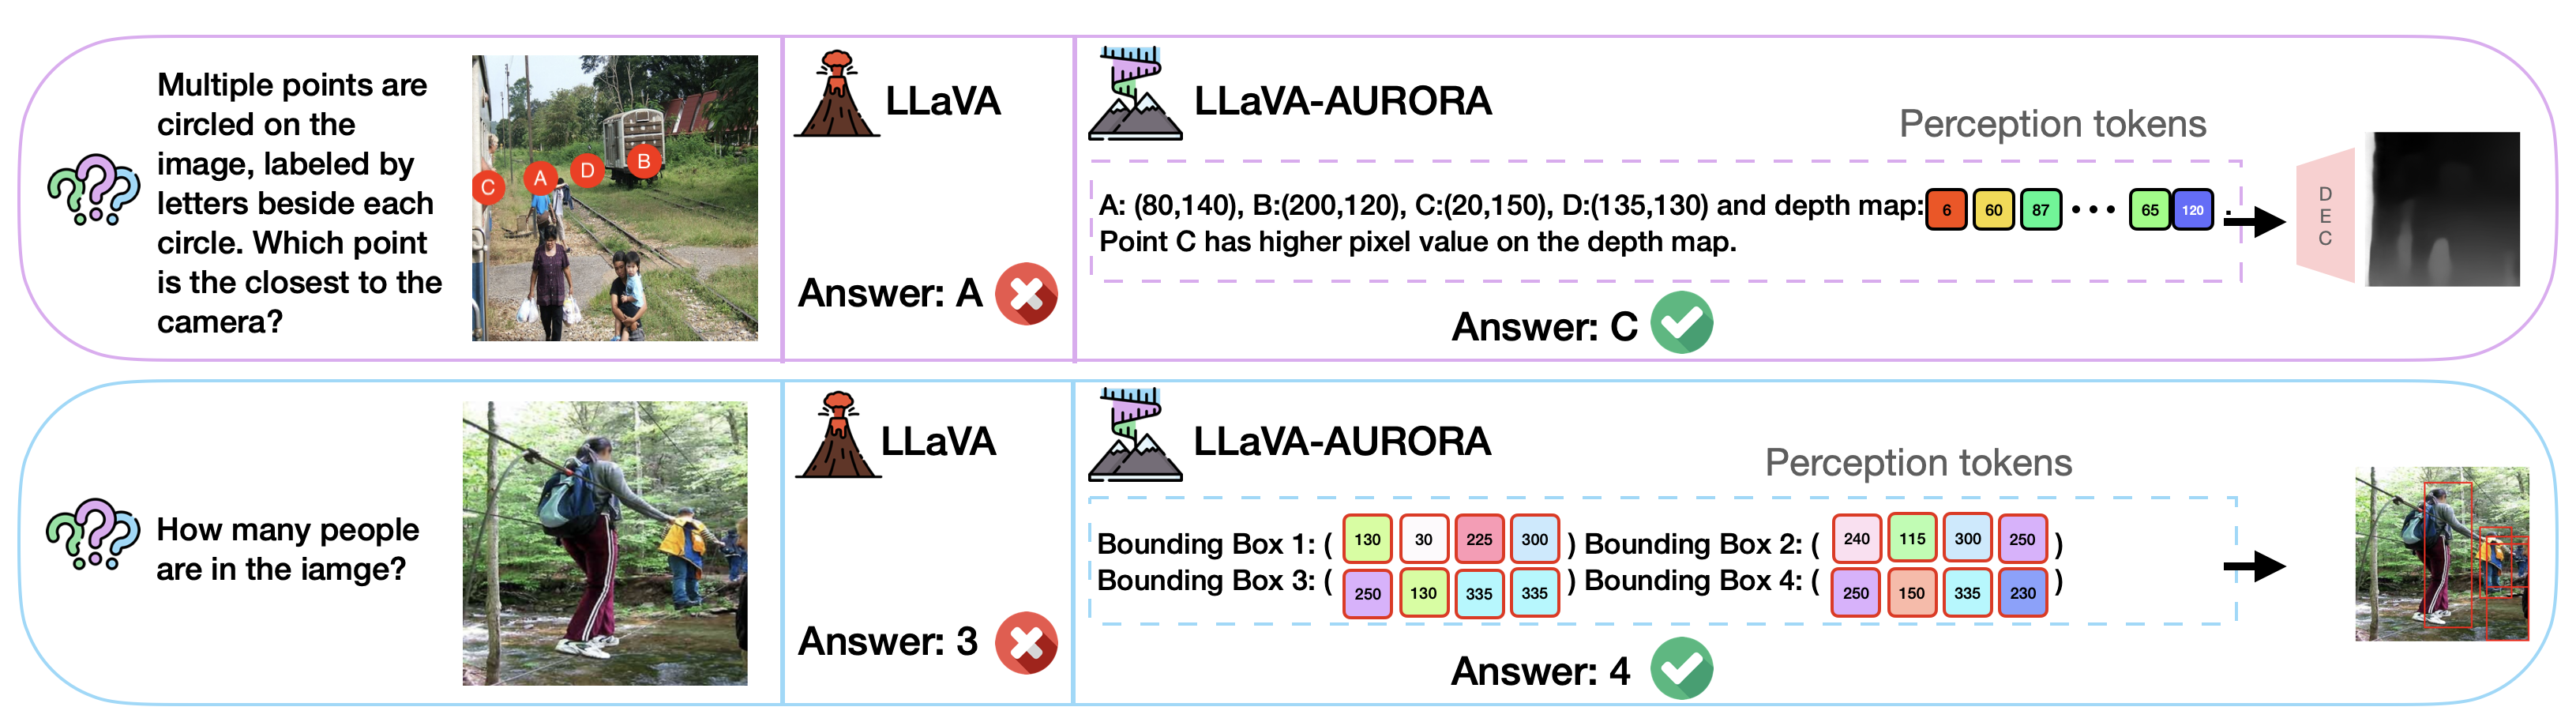 Multiple points are
circled on the
image, labeled by
letters beside each
circle. Which point
is the closest to the
camera?
C
A
D
B
LLaVA
Answer: A
LLaVA-AURORA
Perception tokens
A: (80,140), B:(200,120), C:(20,150), D:(135,130) and depth map: 6 60 87 ••• 65 120 .
Point C has higher pixel value on the depth map.
Answer: C
DEC
How many people
are in the iamge?
LLaVA
Answer: 3
LLaVA-AURORA
Perception tokens
Bounding Box 1: ( 130 30 225 300 ) Bounding Box 2: ( 240 115 300 250 )
Bounding Box 3: ( 250 130 335 335 ) Bounding Box 4: ( 250 150 335 230 )
Answer: 4